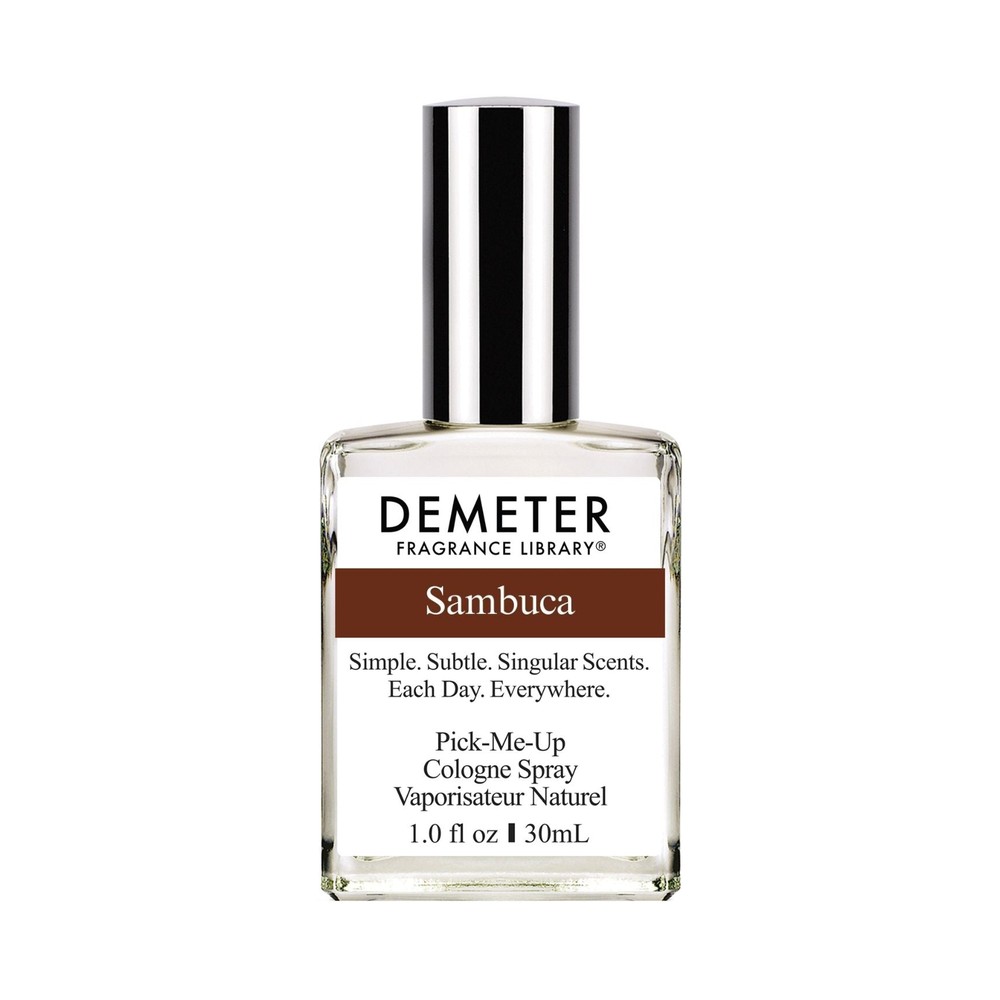 DEMETER
FRAGRANCE LIBRARY®
Sambuca
Simple. Subtle. Singular Scents.
Each Day. Everywhere.
Pick-Me-Up
Cologne Spray
Vaporisateur Naturel
1.0 fl oz ▮ 30mL